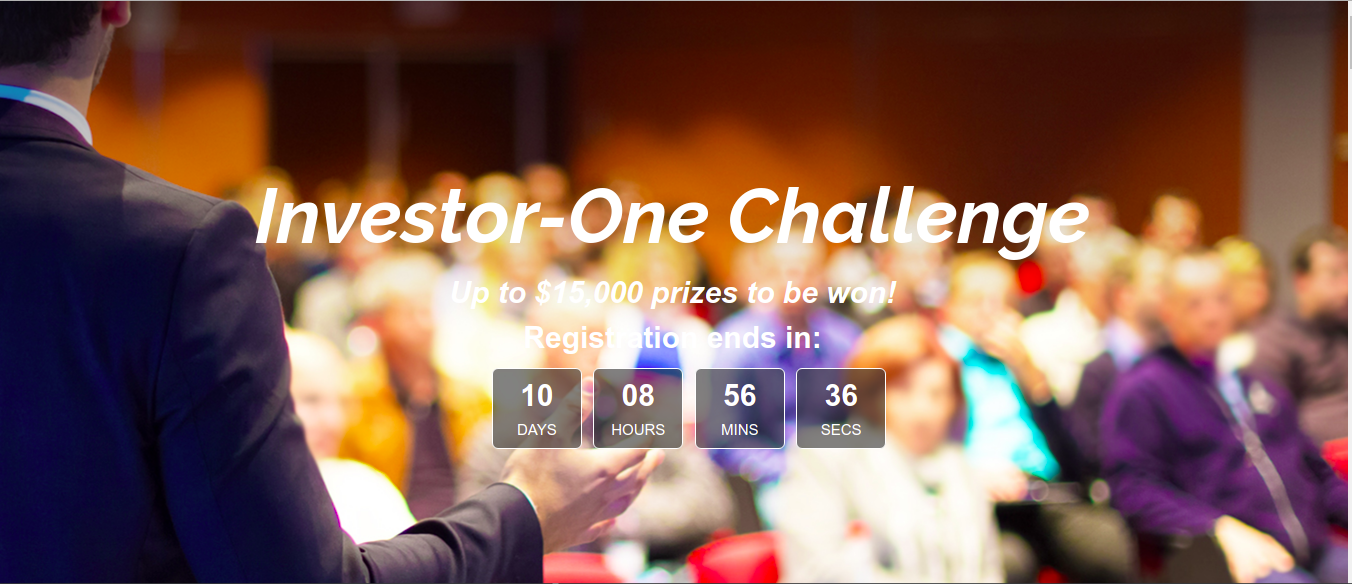 Investor-One Challenge
Up to $15,000 prizes to be won!
Registration ends in:
10 08 56 36
DAYS HOURS MINS SECS